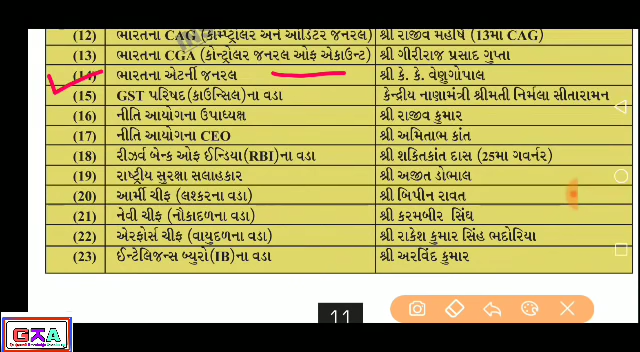 (12) ભારતના CAG (કોમ્પ્ટ્રોલર અને ઓડિટર જનરલ) શ્રી રાજીવ મહર્ષિ (13મા CAG)
(13) ભારતના CGA (કોન્ટ્રોલર જનરલ ઓફ એકાઉન્ટ) શ્રી ગીરીરાજ પ્રસાદ ગુપ્તા
(14) ભારતના એટર્ની જનરલ શ્રી કે. કે. વેણુગોપાલ
(15) GST પરિષદ (કાઉન્સિલ)ના વડા કેન્દ્રીય નાણામંત્રી શ્રીમતી નિર્મલા સીતારામન
(16) નીતિ આયોગના ઉપાધ્યક્ષ શ્રી રાજીવ કુમાર
(17) નીતિ આયોગના CEO શ્રી અમિતાભ કાંત
(18) રીઝર્વ બેન્ક ઓફ ઈન્ડિયા (RBI)ના વડા શ્રી શકિતકાંત દાસ (25મા ગવર્નર)
(19) રાષ્ટ્રીય સુરક્ષા સલાહકાર શ્રી અજીત ડોભાલ
(20) આર્મી ચીફ (લશ્કરના વડા) શ્રી બિપીન રાવત
(21) નેવી ચીફ (નૌકાદળના વડા) શ્રી કરમબીર સિંઘ
(22) એરફોર્સ ચીફ (વાયુદળના વડા) શ્રી રાકેશ કુમાર સિંહ ભદોરિયા
(23) ઈન્ટેલિજન્સ બ્યુરો (IB)ના વડા શ્રી અરવિંદ કુમાર
11
GKA